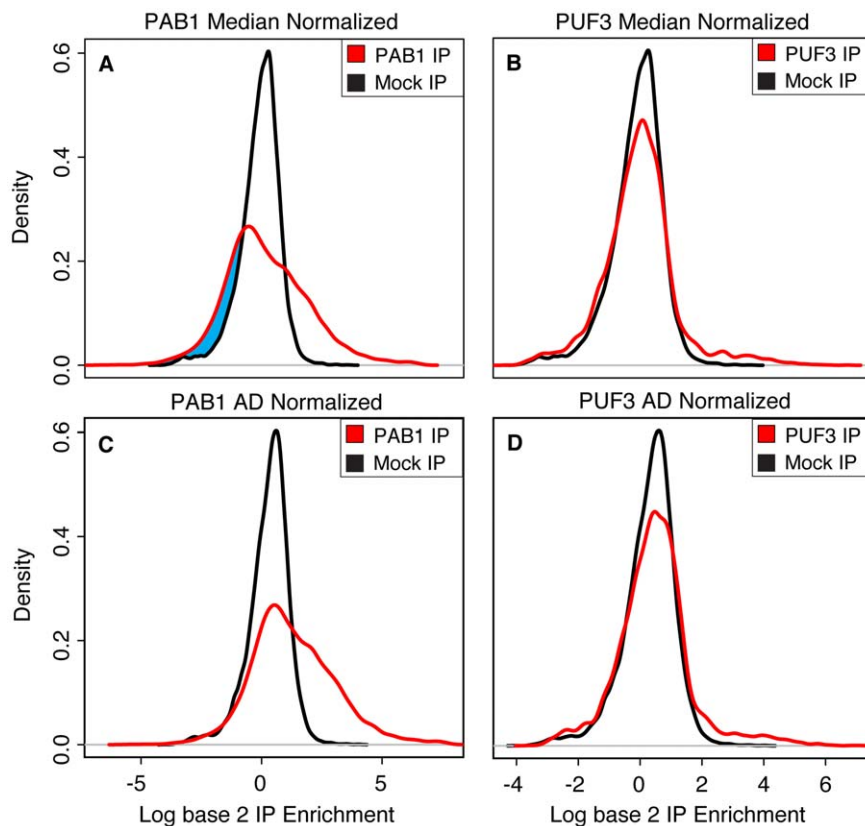 PAB1 Median Normalized
A
PAB1 IP
Mock IP
Density
0.0 0.2 0.4 0.6
PUF3 Median Normalized
B
PUF3 IP
Mock IP
PAB1 AD Normalized
C
PAB1 IP
Mock IP
Density
0.0 0.2 0.4 0.6
-5 0 5
Log base 2 IP Enrichment
PUF3 AD Normalized
D
PUF3 IP
Mock IP
-4 -2 0 2 4 6
Log base 2 IP Enrichment